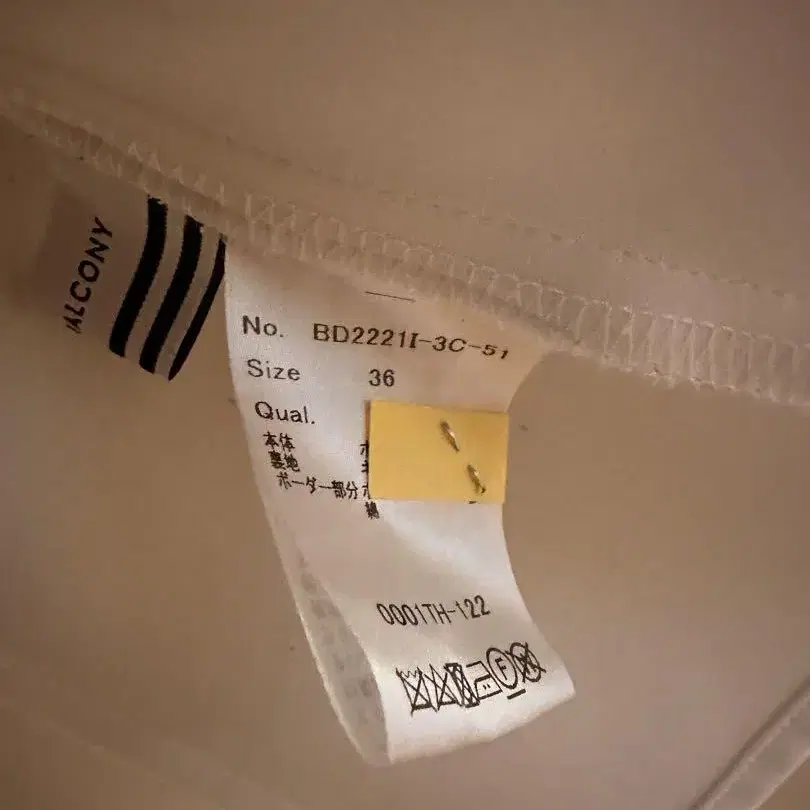 ALCONY
No. BD2221I-3C-51
Size 36
Qual.
本体
裏地
ボーダー部分
綿
0001TH-122
F